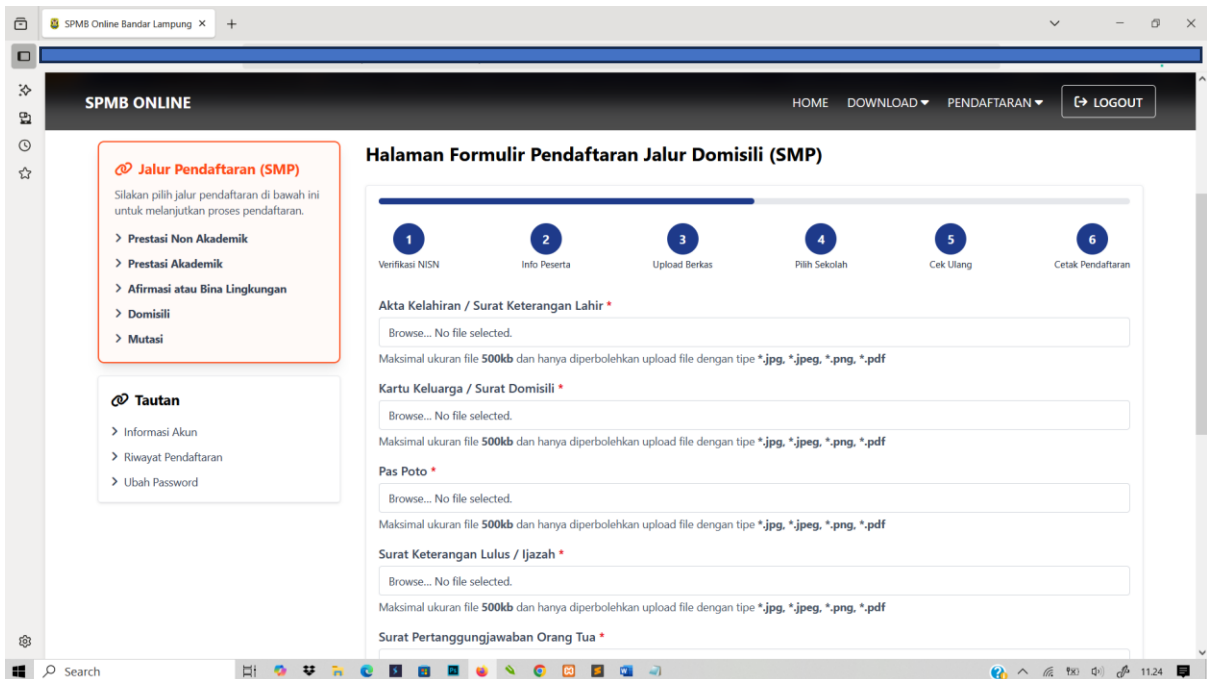 SPMB Online Bandar Lampung
SPMB ONLINE
HOME DOWNLOAD PENDAFTARAN LOGOUT
Jalur Pendaftaran (SMP)
Silakan pilih jalur pendaftaran di bawah ini
untuk melanjutkan proses pendaftaran.
Prestasi Non Akademik
Prestasi Akademik
Afirmasi atau Bina Lingkungan
Domisili
Mutasi
Tautan
Informasi Akun
Riwayat Pendaftaran
Ubah Password
Halaman Formulir Pendaftaran Jalur Domisili (SMP)
1 2 3 4 5 6
Verifikasi NISN Info Peserta Upload Berkas Pilih Sekolah Cek Ulang Cetak Pendaftaran
Akta Kelahiran / Surat Keterangan Lahir *
Browse... No file selected.
Maksimal ukuran file 500kb dan hanya diperbolehkan upload file dengan tipe *.jpg, *.jpeg, *.png, *.pdf
Kartu Keluarga / Surat Domisili *
Browse... No file selected.
Maksimal ukuran file 500kb dan hanya diperbolehkan upload file dengan tipe *.jpg, *.jpeg, *.png, *.pdf
Pas Poto *
Browse... No file selected.
Maksimal ukuran file 500kb dan hanya diperbolehkan upload file dengan tipe *.jpg, *.jpeg, *.png, *.pdf
Surat Keterangan Lulus / Ijazah *
Browse... No file selected.
Maksimal ukuran file 500kb dan hanya diperbolehkan upload file dengan tipe *.jpg, *.jpeg, *.png, *.pdf
Surat Pertanggungjawaban Orang Tua *
Search
11.24